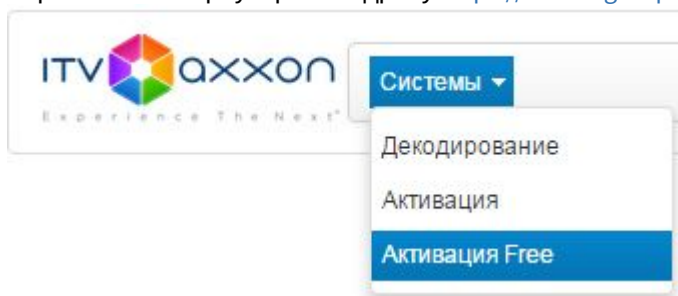 ITV AXXON
Experience The Next
Системы
Декодирование
Активация
Активация Free